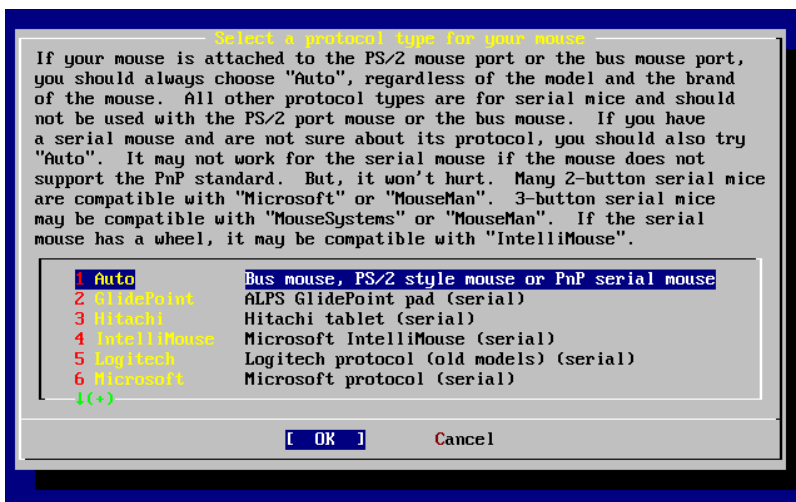 Select a protocol type for your mouse
If your mouse is attached to the PS/2 mouse port or the bus mouse port,
you should always choose "Auto", regardless of the model and the brand
of the mouse.  All other protocol types are for serial mice and should
not be used with the PS/2 port mouse or the bus mouse.  If you have
a serial mouse and are not sure about its protocol, you should also try
"Auto".  It may not work for the serial mouse if the mouse does not
support the PnP standard.  But, it won't hurt.  Many 2-button serial mice
are compatible with "Microsoft" or "MouseMan".  3-button serial mice
may be compatible with "MouseSystems" or "MouseMan".  If the serial
mouse has a wheel, it may be compatible with "IntelliMouse".
1 Auto Bus mouse, PS/2 style mouse or PnP serial mouse
2 GlidePoint ALPS GlidePoint pad (serial)
3 Hitachi Hitachi tablet (serial)
4 IntelliMouse Microsoft IntelliMouse (serial)
5 Logitech Logitech protocol (old models) (serial)
6 Microsoft Microsoft protocol (serial)
↓(+)
[ OK ] Cancel